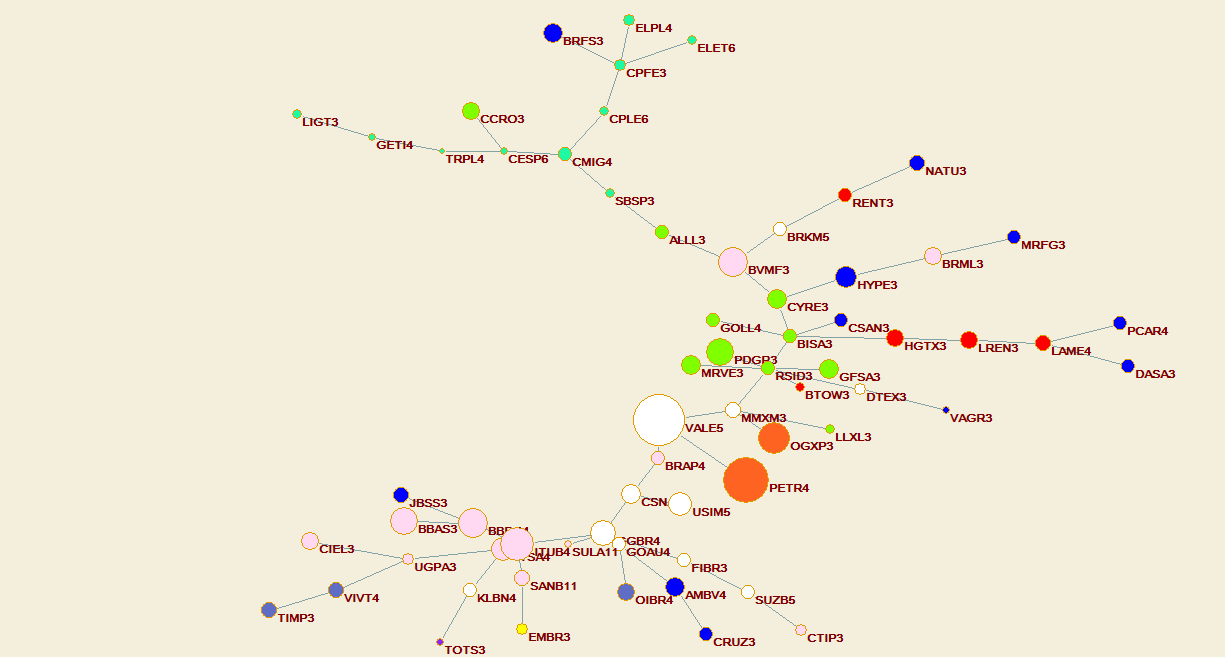 ELPL4
BRFS3
ELET6
CPFE3
CCRO3
CPLE6
LIGT3
GETI4
TRPL4
CESP6
CMIG4
NATU3
SBSP3
RENT3
ALLL3
BRKM5
MRFG3
BVMF3
BRML3
HYPE3
CYRE3
GOLL4
CSAN3
PCAR4
BISA3
HGTX3
LREN3
LAME4
PDGP3
MRVE3
RSID3
GFSA3
DASA3
BTOW3
DTEX3
VAGR3
MMXM3
VALE5
LLXL3
OGXP3
BRAP4
PETR4
JBSS3
CSN
USIM5
BBAS3
GBR4
CIEL3
ITUB4
SULA11
GOAU4
UGPA3
FIBR3
SANB11
VIVT4
KLBN4
OIBR4
AMBV4
SUZB5
TIMP3
EMBR3
CTIP3
CRUZ3
TOTS3